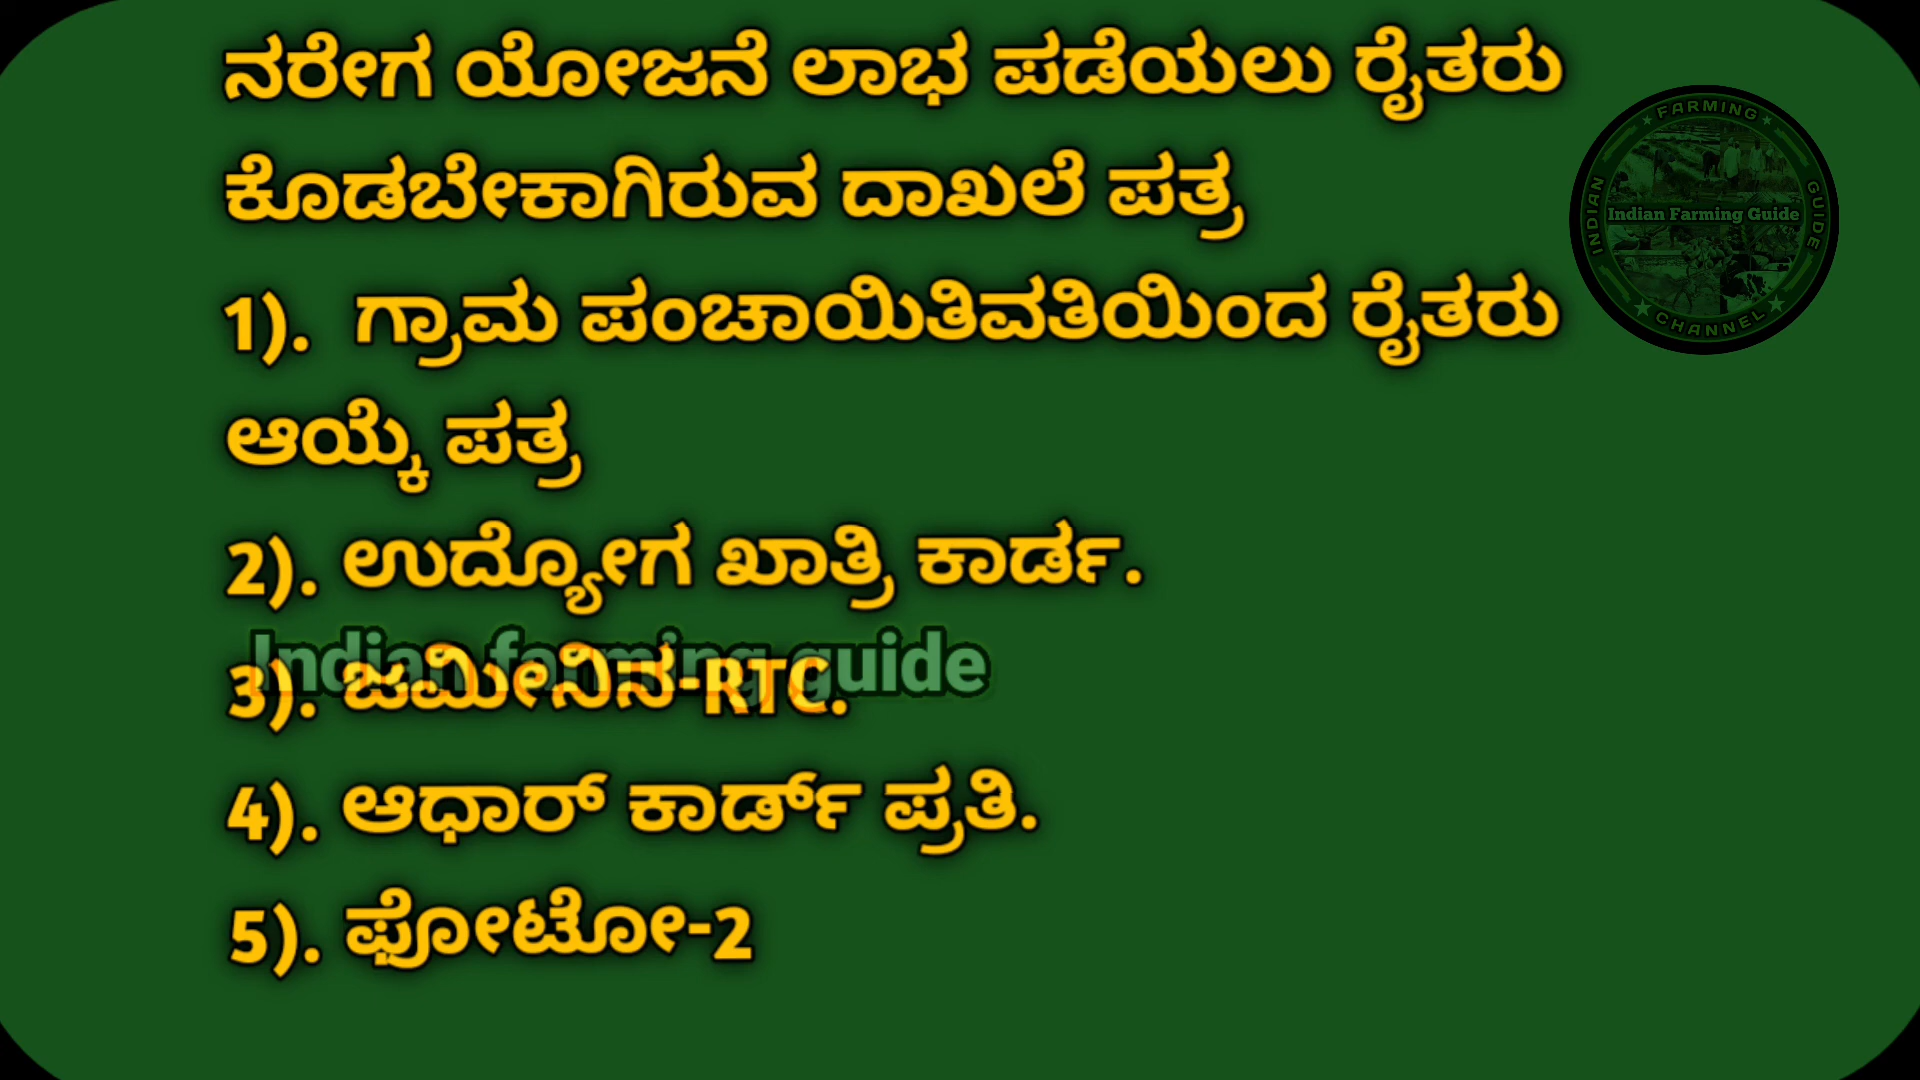 ನರೇಗ ಯೋಜನೆ ಲಾಭ ಪಡೆಯಲು ರೈತರು
ಕೊಡಬೇಕಾಗಿರುವ ದಾಖಲೆ ಪತ್ರ
1). ಗ್ರಾಮ ಪಂಚಾಯಿತಿವತಿಯಿಂದ ರೈತರು
ಆಯ್ಕೆ ಪತ್ರ
2). ಉದ್ಯೋಗ ಖಾತ್ರಿ ಕಾರ್ಡ.
3). ಜಮೀನಿನ-RTC.
Indian farming guide
4). ಆಧಾರ್ ಕಾರ್ಡ್ ಪ್ರತಿ.
5). ಫೋಟೋ-2
INDIAN FARMING GUIDE
Indian Farming Guide
CHANNEL